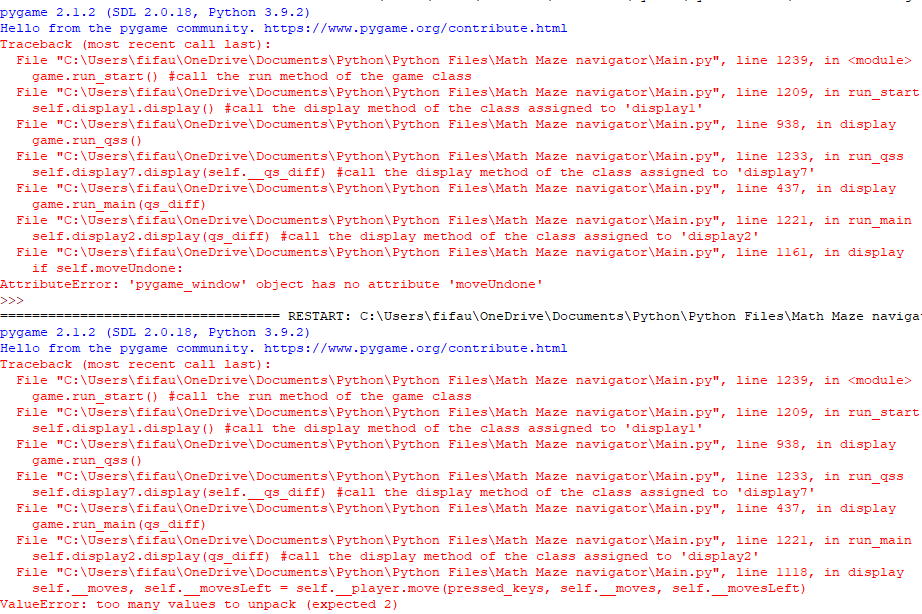 pygame 2.1.2 (SDL 2.0.18, Python 3.9.2)
Hello from the pygame community. https://www.pygame.org/contribute.html
Traceback (most recent call last):
  File "C:\Users\fifau\OneDrive\Documents\Python\Python Files\Math Maze navigator\Main.py", line 1239, in <module>
    game.run_start() #call the run method of the game class
  File "C:\Users\fifau\OneDrive\Documents\Python\Python Files\Math Maze navigator\Main.py", line 1209, in run_start
    self.display1.display() #call the display method of the class assigned to 'display1'
  File "C:\Users\fifau\OneDrive\Documents\Python\Python Files\Math Maze navigator\Main.py", line 938, in display
    game.run_qss()
  File "C:\Users\fifau\OneDrive\Documents\Python\Python Files\Math Maze navigator\Main.py", line 1233, in run_qss
    self.display7.display(self.__qs_diff) #call the display method of the class assigned to 'display7'
  File "C:\Users\fifau\OneDrive\Documents\Python\Python Files\Math Maze navigator\Main.py", line 437, in display
    game.run_main(qs_diff)
  File "C:\Users\fifau\OneDrive\Documents\Python\Python Files\Math Maze navigator\Main.py", line 1221, in run_main
    self.display2.display(qs_diff) #call the display method of the class assigned to 'display2'
  File "C:\Users\fifau\OneDrive\Documents\Python\Python Files\Math Maze navigator\Main.py", line 1161, in display
    if self.moveUndone:
AttributeError: 'pygame_window' object has no attribute 'moveUndone'
>>>
=================================== RESTART: C:\Users\fifau\OneDrive\Documents\Python\Python Files\Math Maze naviga
pygame 2.1.2 (SDL 2.0.18, Python 3.9.2)
Hello from the pygame community. https://www.pygame.org/contribute.html
Traceback (most recent call last):
  File "C:\Users\fifau\OneDrive\Documents\Python\Python Files\Math Maze navigator\Main.py", line 1239, in <module>
    game.run_start() #call the run method of the game class
  File "C:\Users\fifau\OneDrive\Documents\Python\Python Files\Math Maze navigator\Main.py", line 1209, in run_start
    self.display1.display() #call the display method of the class assigned to 'display1'
  File "C:\Users\fifau\OneDrive\Documents\Python\Python Files\Math Maze navigator\Main.py", line 938, in display
    game.run_qss()
  File "C:\Users\fifau\OneDrive\Documents\Python\Python Files\Math Maze navigator\Main.py", line 1233, in run_qss
    self.display7.display(self.__qs_diff) #call the display method of the class assigned to 'display7'
  File "C:\Users\fifau\OneDrive\Documents\Python\Python Files\Math Maze navigator\Main.py", line 437, in display
    game.run_main(qs_diff)
  File "C:\Users\fifau\OneDrive\Documents\Python\Python Files\Math Maze navigator\Main.py", line 1221, in run_main
    self.display2.display(qs_diff) #call the display method of the class assigned to 'display2'
  File "C:\Users\fifau\OneDrive\Documents\Python\Python Files\Math Maze navigator\Main.py", line 1118, in display
    self.__moves, self.__movesLeft = self.__player.move(pressed_keys, self.__moves, self.__movesLeft)
ValueError: too many values to unpack (expected 2)